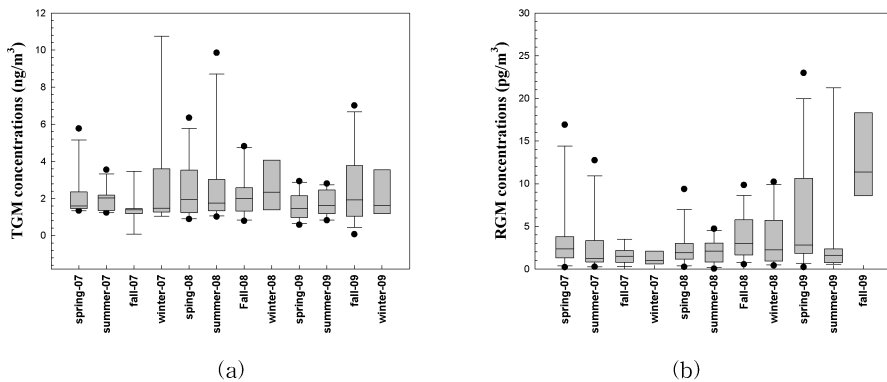 TGM concentrations (ng/m³)
12
10
8
6
4
2
0
spring-07
summer-07
fall-07
winter-07
sping-08
summer-08
Fall-08
winter-08
spring-09
summer-09
fall-09
winter-09
(a)
RGM concentrations (pg/m³)
30
25
20
15
10
5
0
spring-07
summer-07
fall-07
winter-07
sping-08
summer-08
Fall-08
winter-08
spring-09
summer-09
fall-09
(b)